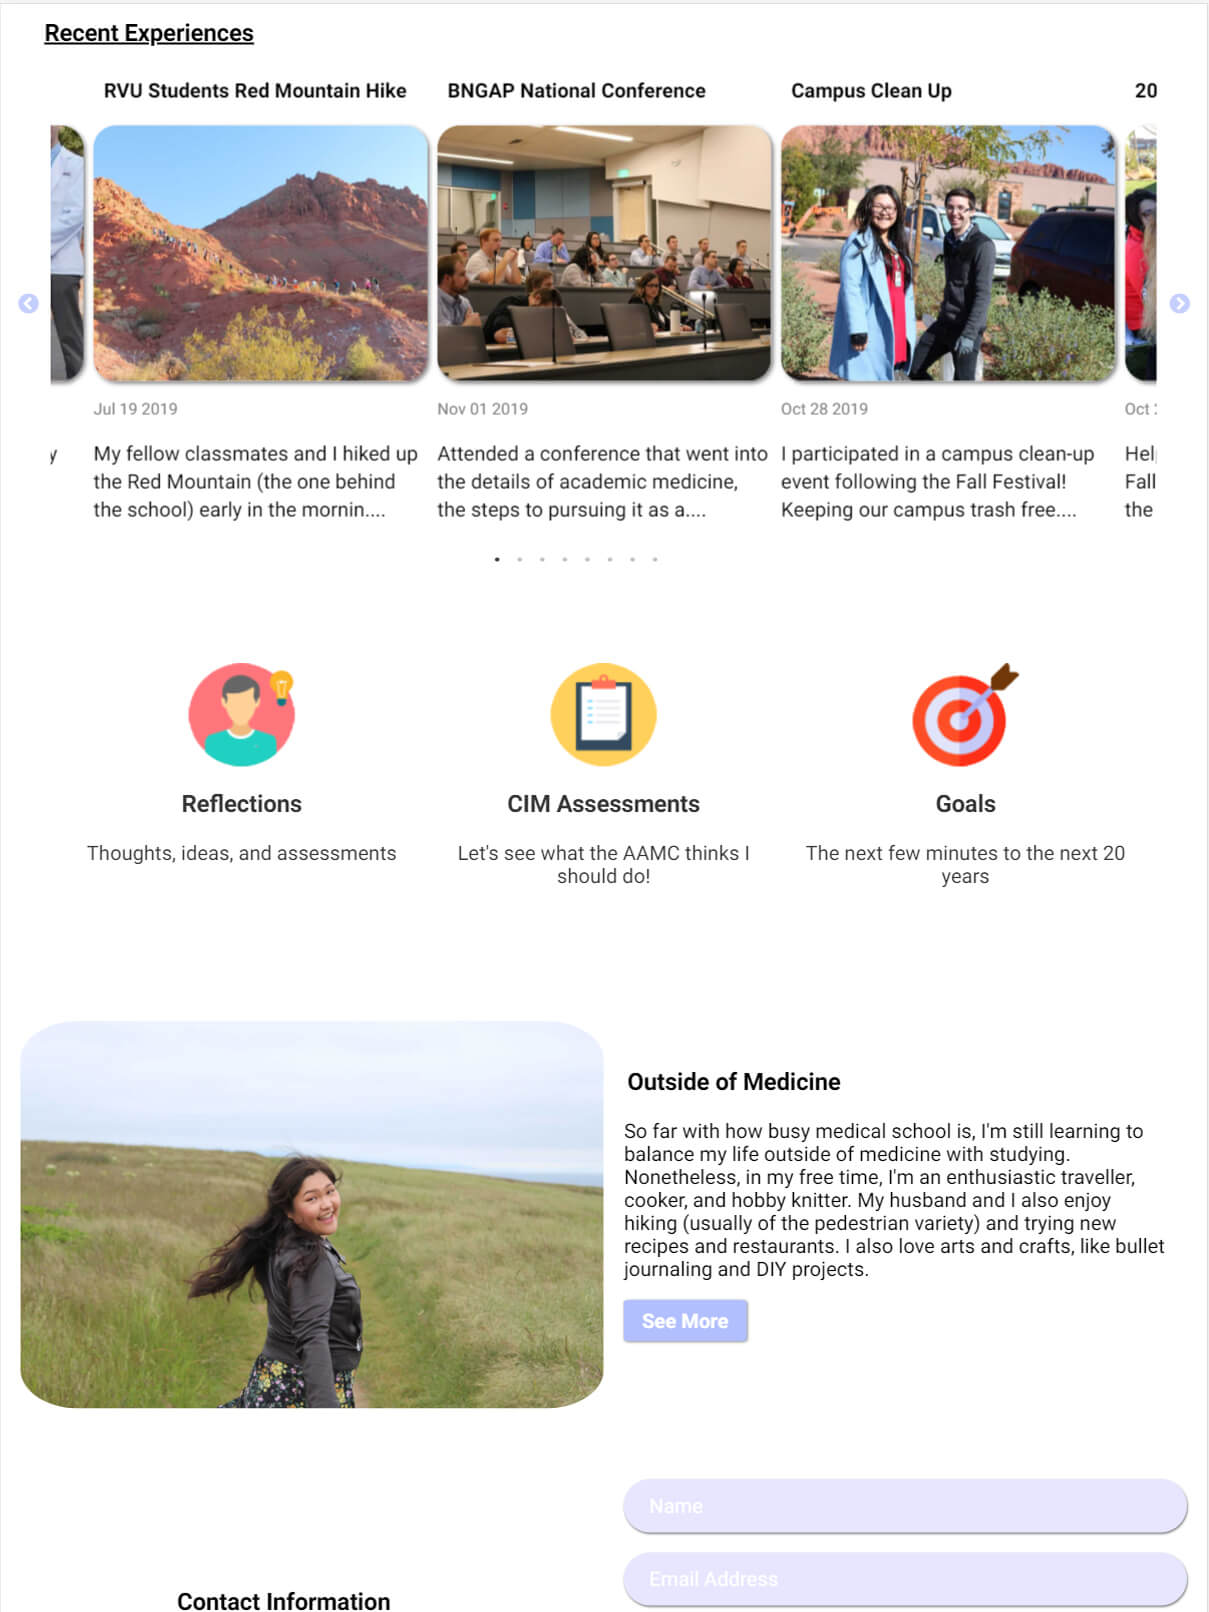 Recent Experiences
RVU Students Red Mountain Hike
BNGAP National Conference
Campus Clean Up
20
Jul 19 2019
Nov 01 2019
Oct 28 2019
Oct
y
My fellow classmates and I hiked up
the Red Mountain (the one behind
the school) early in the mornin....
Attended a conference that went into
the details of academic medicine,
the steps to pursuing it as a....
I participated in a campus clean-up
event following the Fall Festival!
Keeping our campus trash free....
Hel
Fall
the
Reflections
Thoughts, ideas, and assessments
CIM Assessments
Let's see what the AAMC thinks I
should do!
Goals
The next few minutes to the next 20
years
Outside of Medicine
So far with how busy medical school is, I'm still learning to
balance my life outside of medicine with studying.
Nonetheless, in my free time, I'm an enthusiastic traveller,
cooker, and hobby knitter. My husband and I also enjoy
hiking (usually of the pedestrian variety) and trying new
recipes and restaurants. I also love arts and crafts, like bullet
journaling and DIY projects.
See More
Contact Information
Name
Email Address